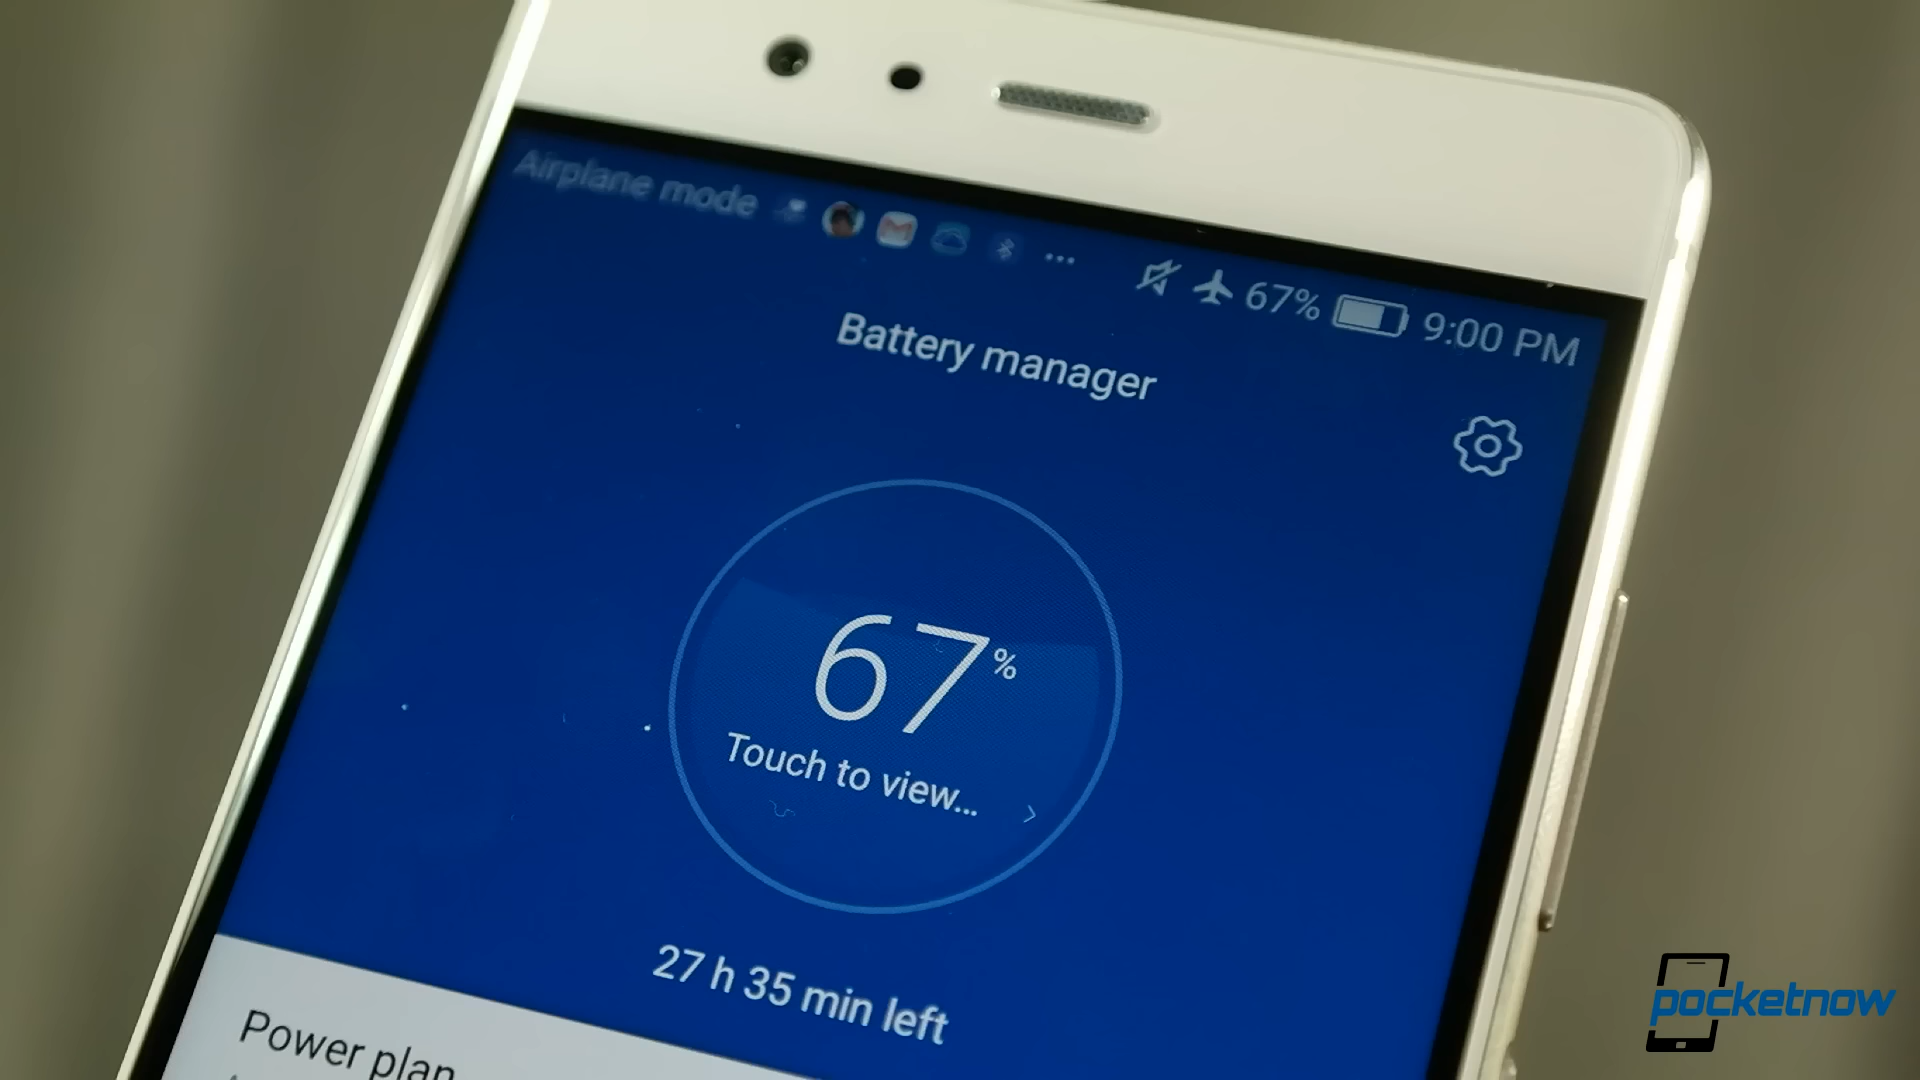 Airplane mode ... 67% 9:00 PM
Battery manager
67%
Touch to view...
27 h 35 min left
Power plan
pocketnow